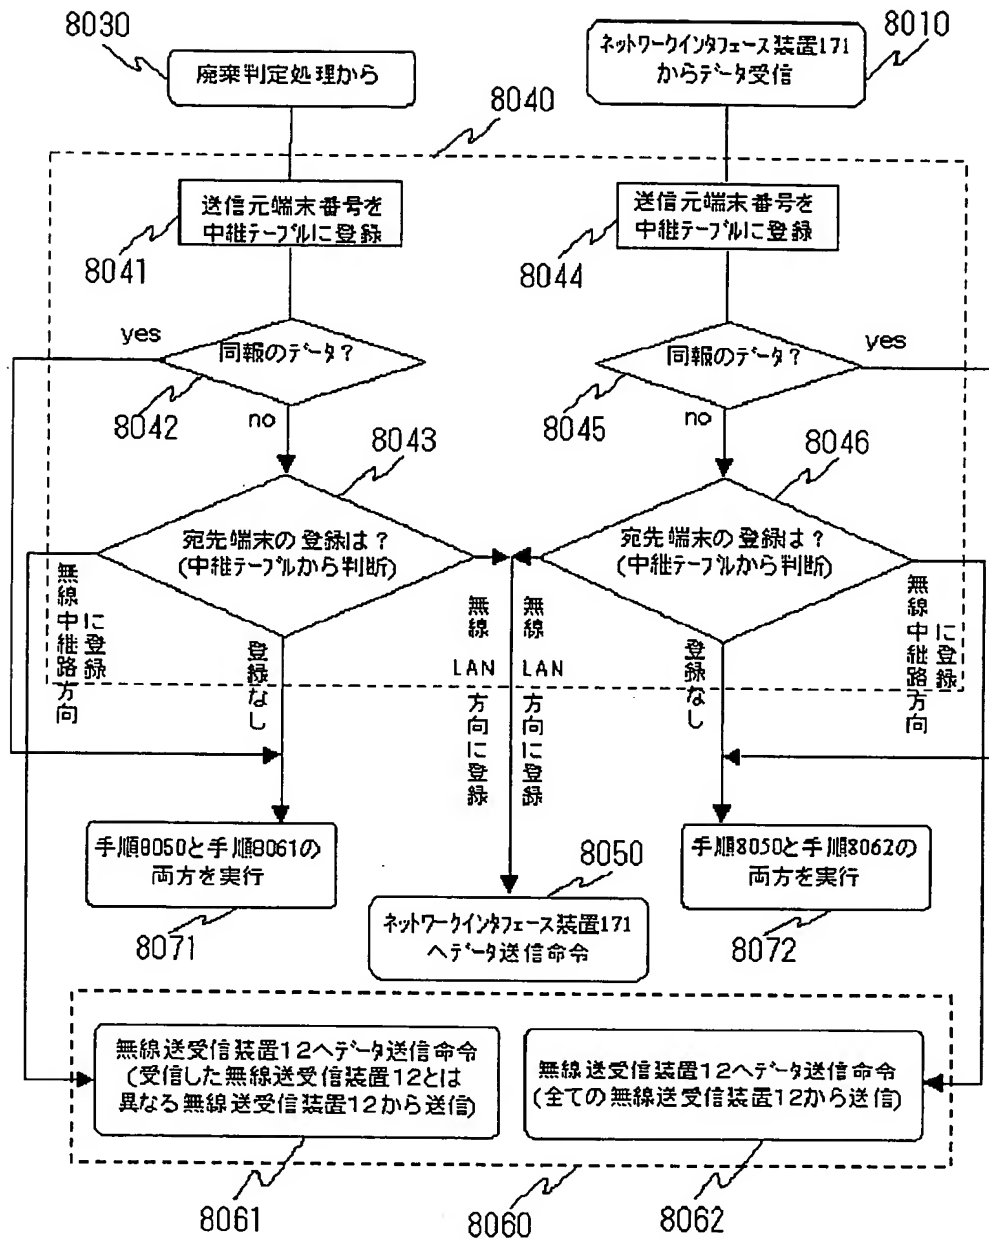 8030
廃棄判定処理から
8010
ネットワークインタフェース装置171
からデータ受信
8040
送信元端末番号を
中継テーブルに登録
8041
送信元端末番号を
中継テーブルに登録
8044
yes
同報のデータ?
8042
no
同報のデータ?
yes
8045
no
8043
宛先端末の登録は?
(中継テーブルから判断)
8046
宛先端末の登録は?
(中継テーブルから判断)
無線中継路方向
に登録
登録なし
無線LAN方向に登録
無線LAN方向に登録
登録なし
無線中継路方向
に登録
手順8050と手順8061の
両方を実行
8071
8050
ネットワークインタフェース装置171
へデータ送信命令
手順8050と手順8062の
両方を実行
8072
無線送受信装置12へデータ送信命令
(受信した無線送受信装置12とは
異なる無線送受信装置12から送信)
無線送受信装置12へデータ送信命令
(全ての無線送受信装置12から送信)
8061
8060
8062